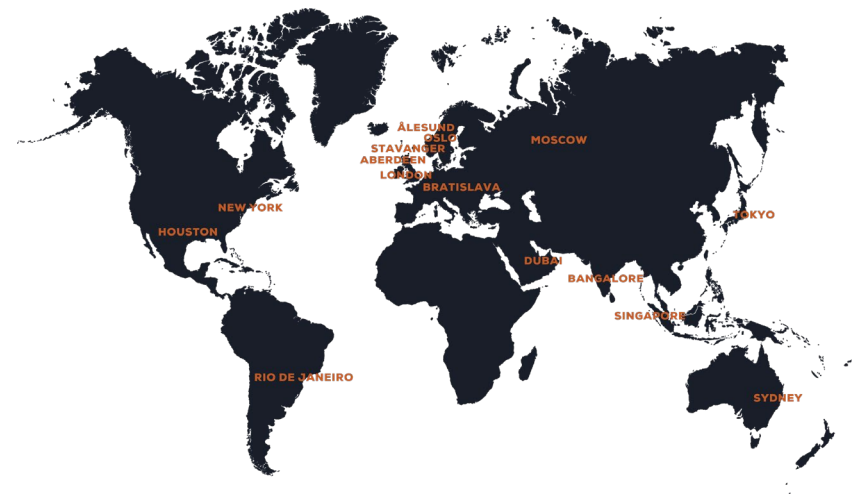 ÅLESUND
OSLO
MOSCOW
STAVANGER
ABERDEEN
LONDON
BRATISLAVA
NEW YORK
TOKYO
HOUSTON
DUBAI
BANGALORE
SINGAPORE
RIO DE JANEIRO
SYDNEY